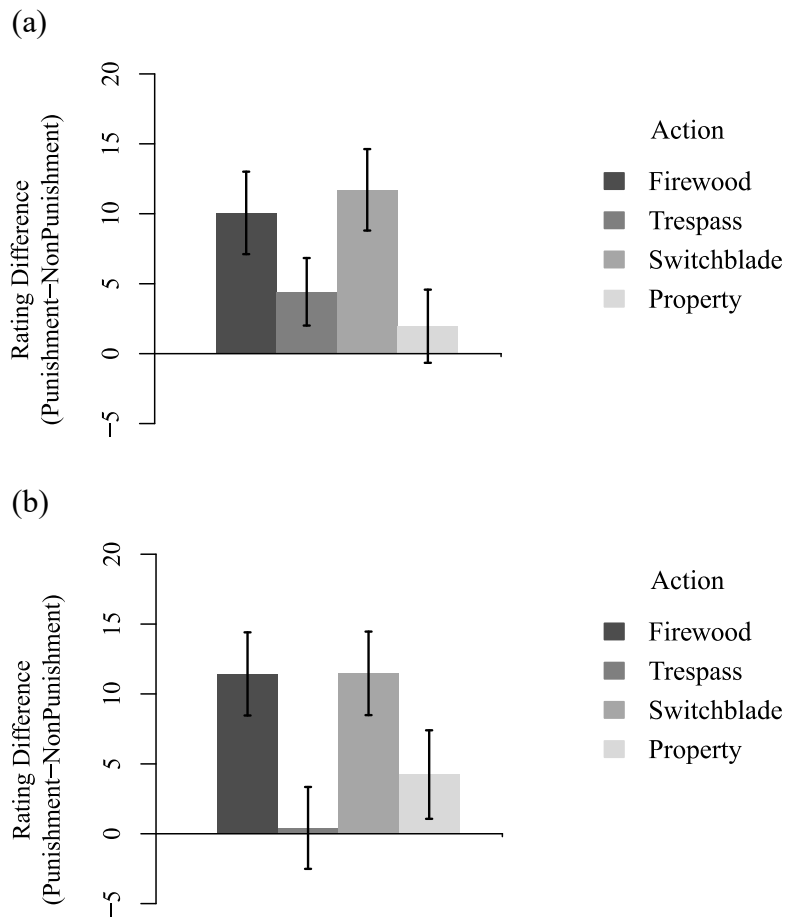 (a)
Rating Difference
(Punishment−NonPunishment)
20
15
10
5
0
−5
Action
Firewood
Trespass
Switchblade
Property
(b)
Rating Difference
(Punishment−NonPunishment)
20
15
10
5
0
−5
Action
Firewood
Trespass
Switchblade
Property